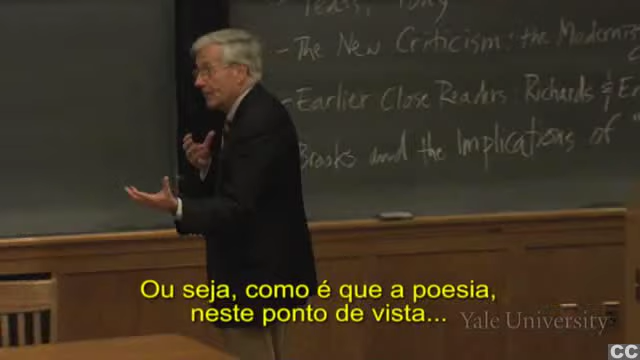 Yeats, Tony
- The New Criticism: the Modernist
- Earlier Close Readers: Richards & Em
Brooks and the Implications of "
Ou seja, como é que a poesia,
neste ponto de vista...
Yale University
CC